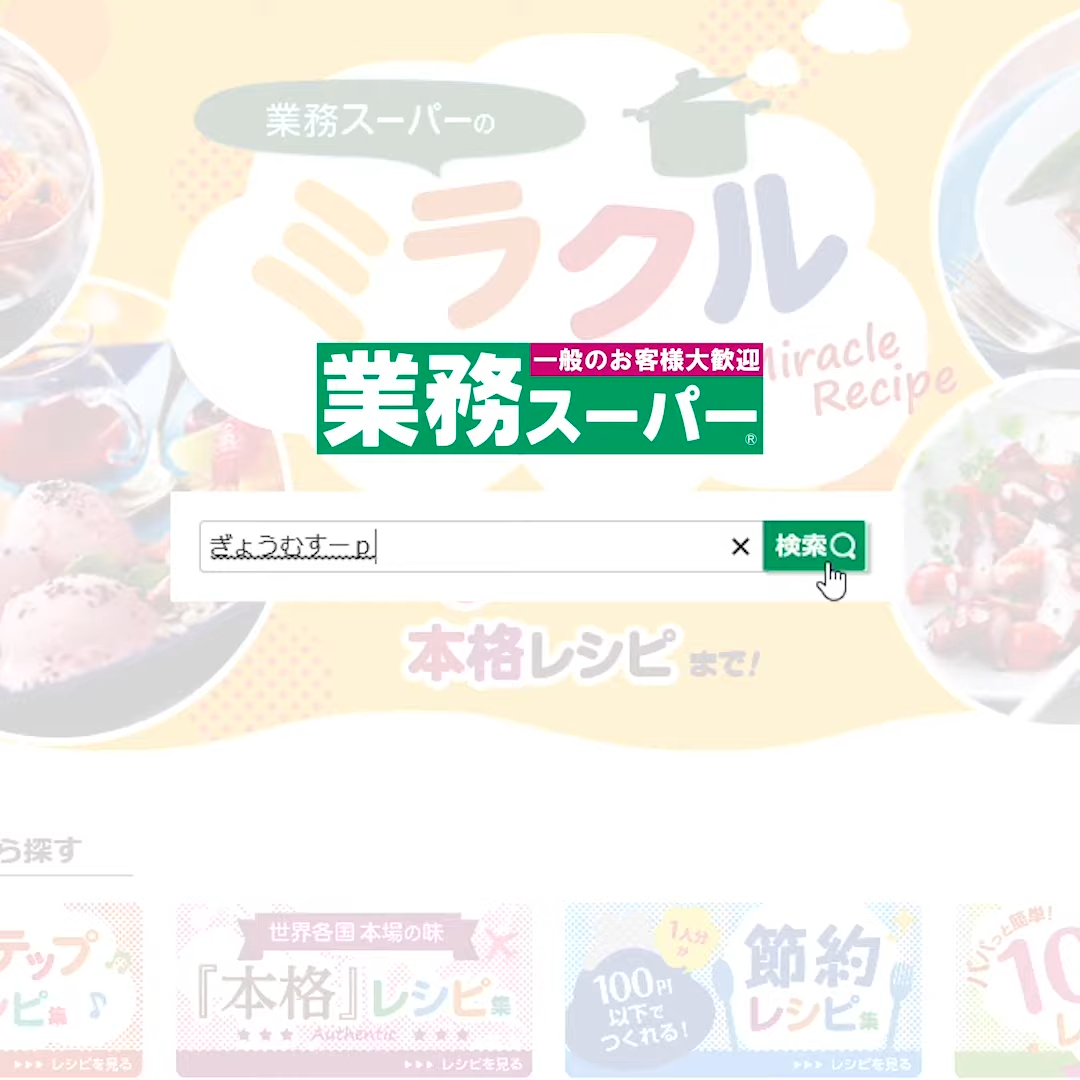 業務スーパーの
ミラクル
Miracle
Recipe
一般のお客様大歓迎
業務スーパー®
ぎょうむすーp
× 検索
本格レシピまで!
ら探す
テップ
シピ集
▸▸▸ レシピを見る
世界各国 本場の味
『本格』レシピ集
★★★ Authentic ★★★
▸▸▸ レシピを見る
1人分
が
100円
以下で
つくれる!
節約
レシピ集
▸▸▸ レシピを見る
パパっと簡単!
10
レ